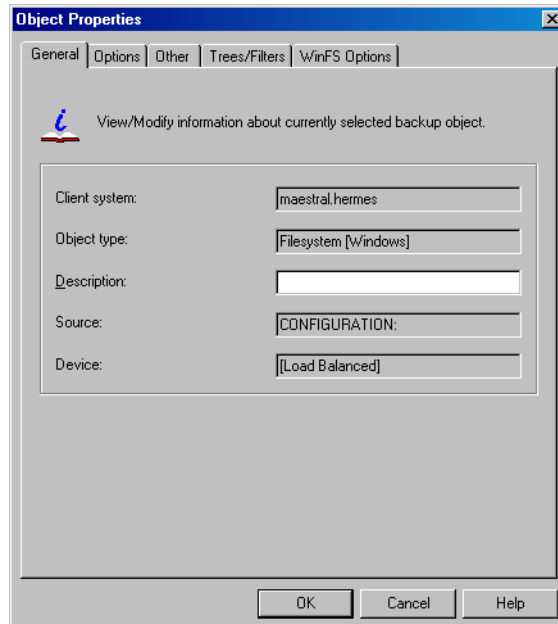 Object Properties
General Options Other Trees/Filters WinFS Options
View/Modify information about currently selected backup object.
Client system: maestral.hermes
Object type: Filesystem [Windows]
Description:
Source: CONFIGURATION:
Device: [Load Balanced]
OK Cancel Help